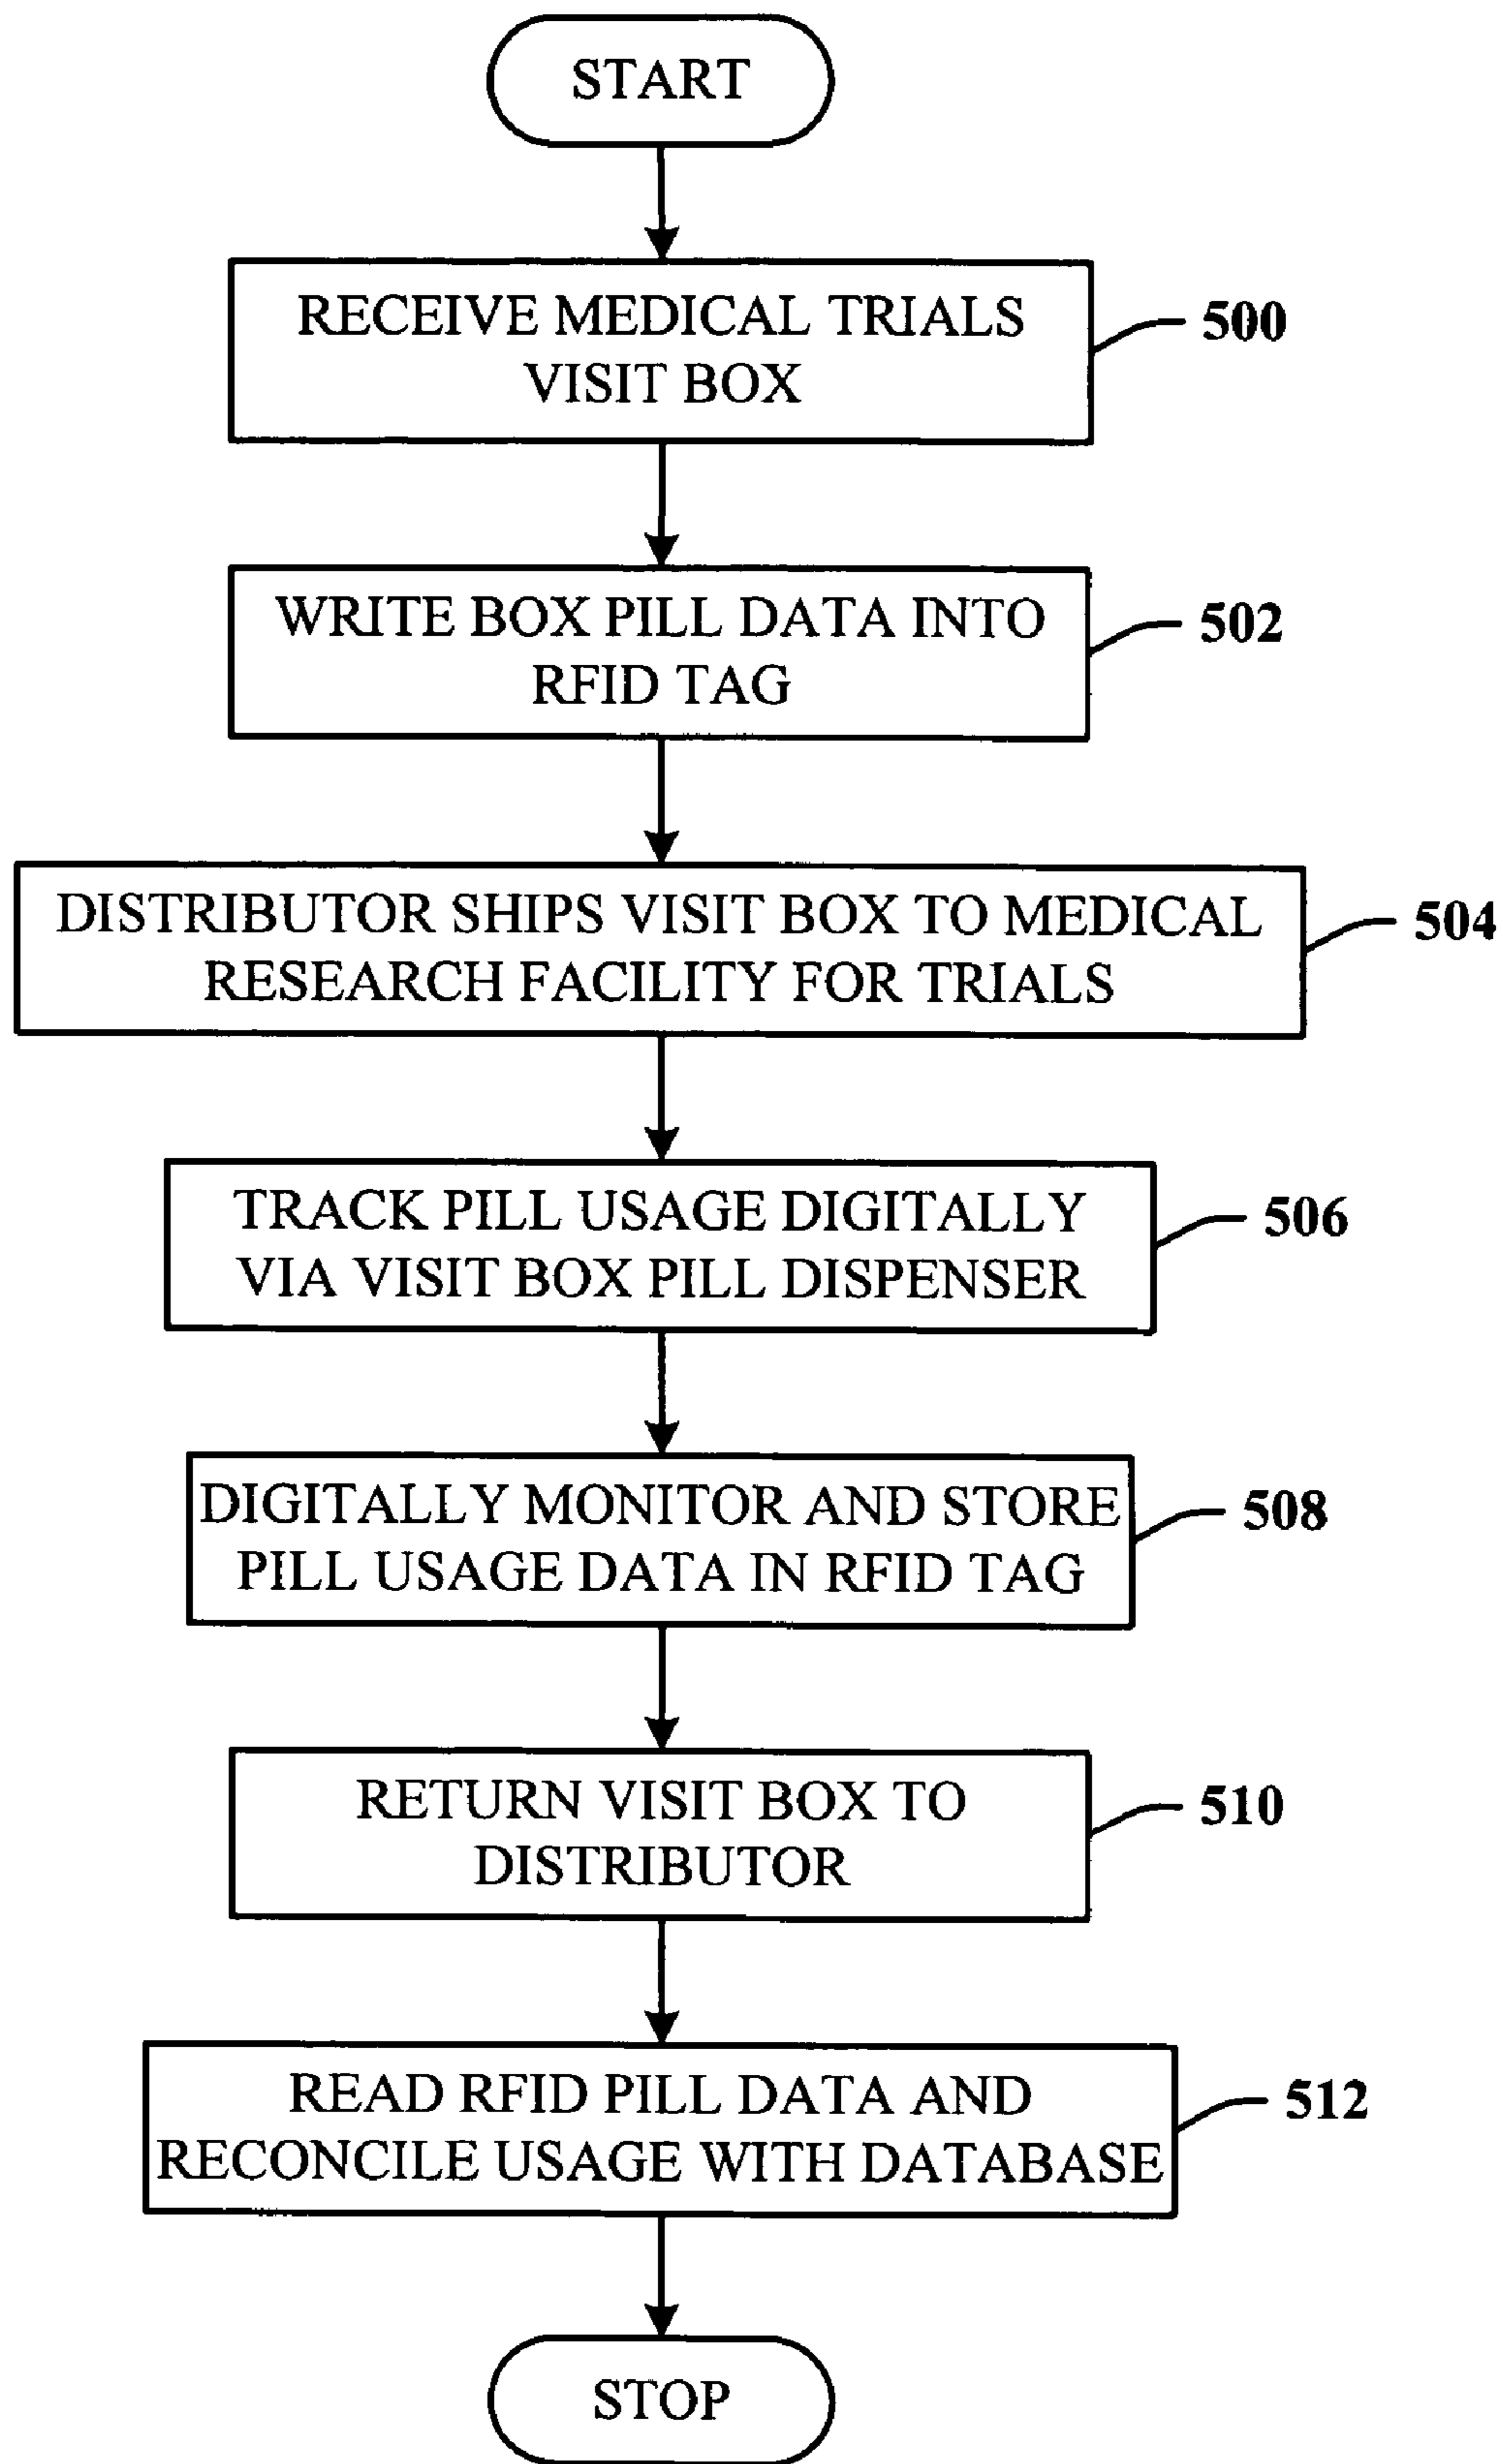 START
RECEIVE MEDICAL TRIALS
VISIT BOX
500
WRITE BOX PILL DATA INTO
RFID TAG
502
DISTRIBUTOR SHIPS VISIT BOX TO MEDICAL
RESEARCH FACILITY FOR TRIALS
504
TRACK PILL USAGE DIGITALLY
VIA VISIT BOX PILL DISPENSER
506
DIGITALLY MONITOR AND STORE
PILL USAGE DATA IN RFID TAG
508
RETURN VISIT BOX TO
DISTRIBUTOR
510
READ RFID PILL DATA AND
RECONCILE USAGE WITH DATABASE
512
STOP